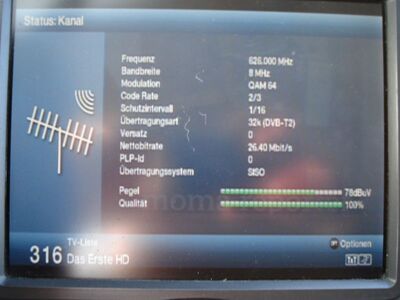 Status: Kanal
Frequenz 626.000 MHz
Bandbreite 8 MHz
Modulation QAM 64
Code Rate 2/3
Schutzintervall 1/16
Übertragungsart 32k (DVB-T2)
Versatz 0
Nettobitrate 26.40 Mbit/s
PLP-Id 0
Übertragungssystem SISO
Pegel 78dBuV
Qualität 100%
TV-Liste
316 Das Erste HD
Optionen